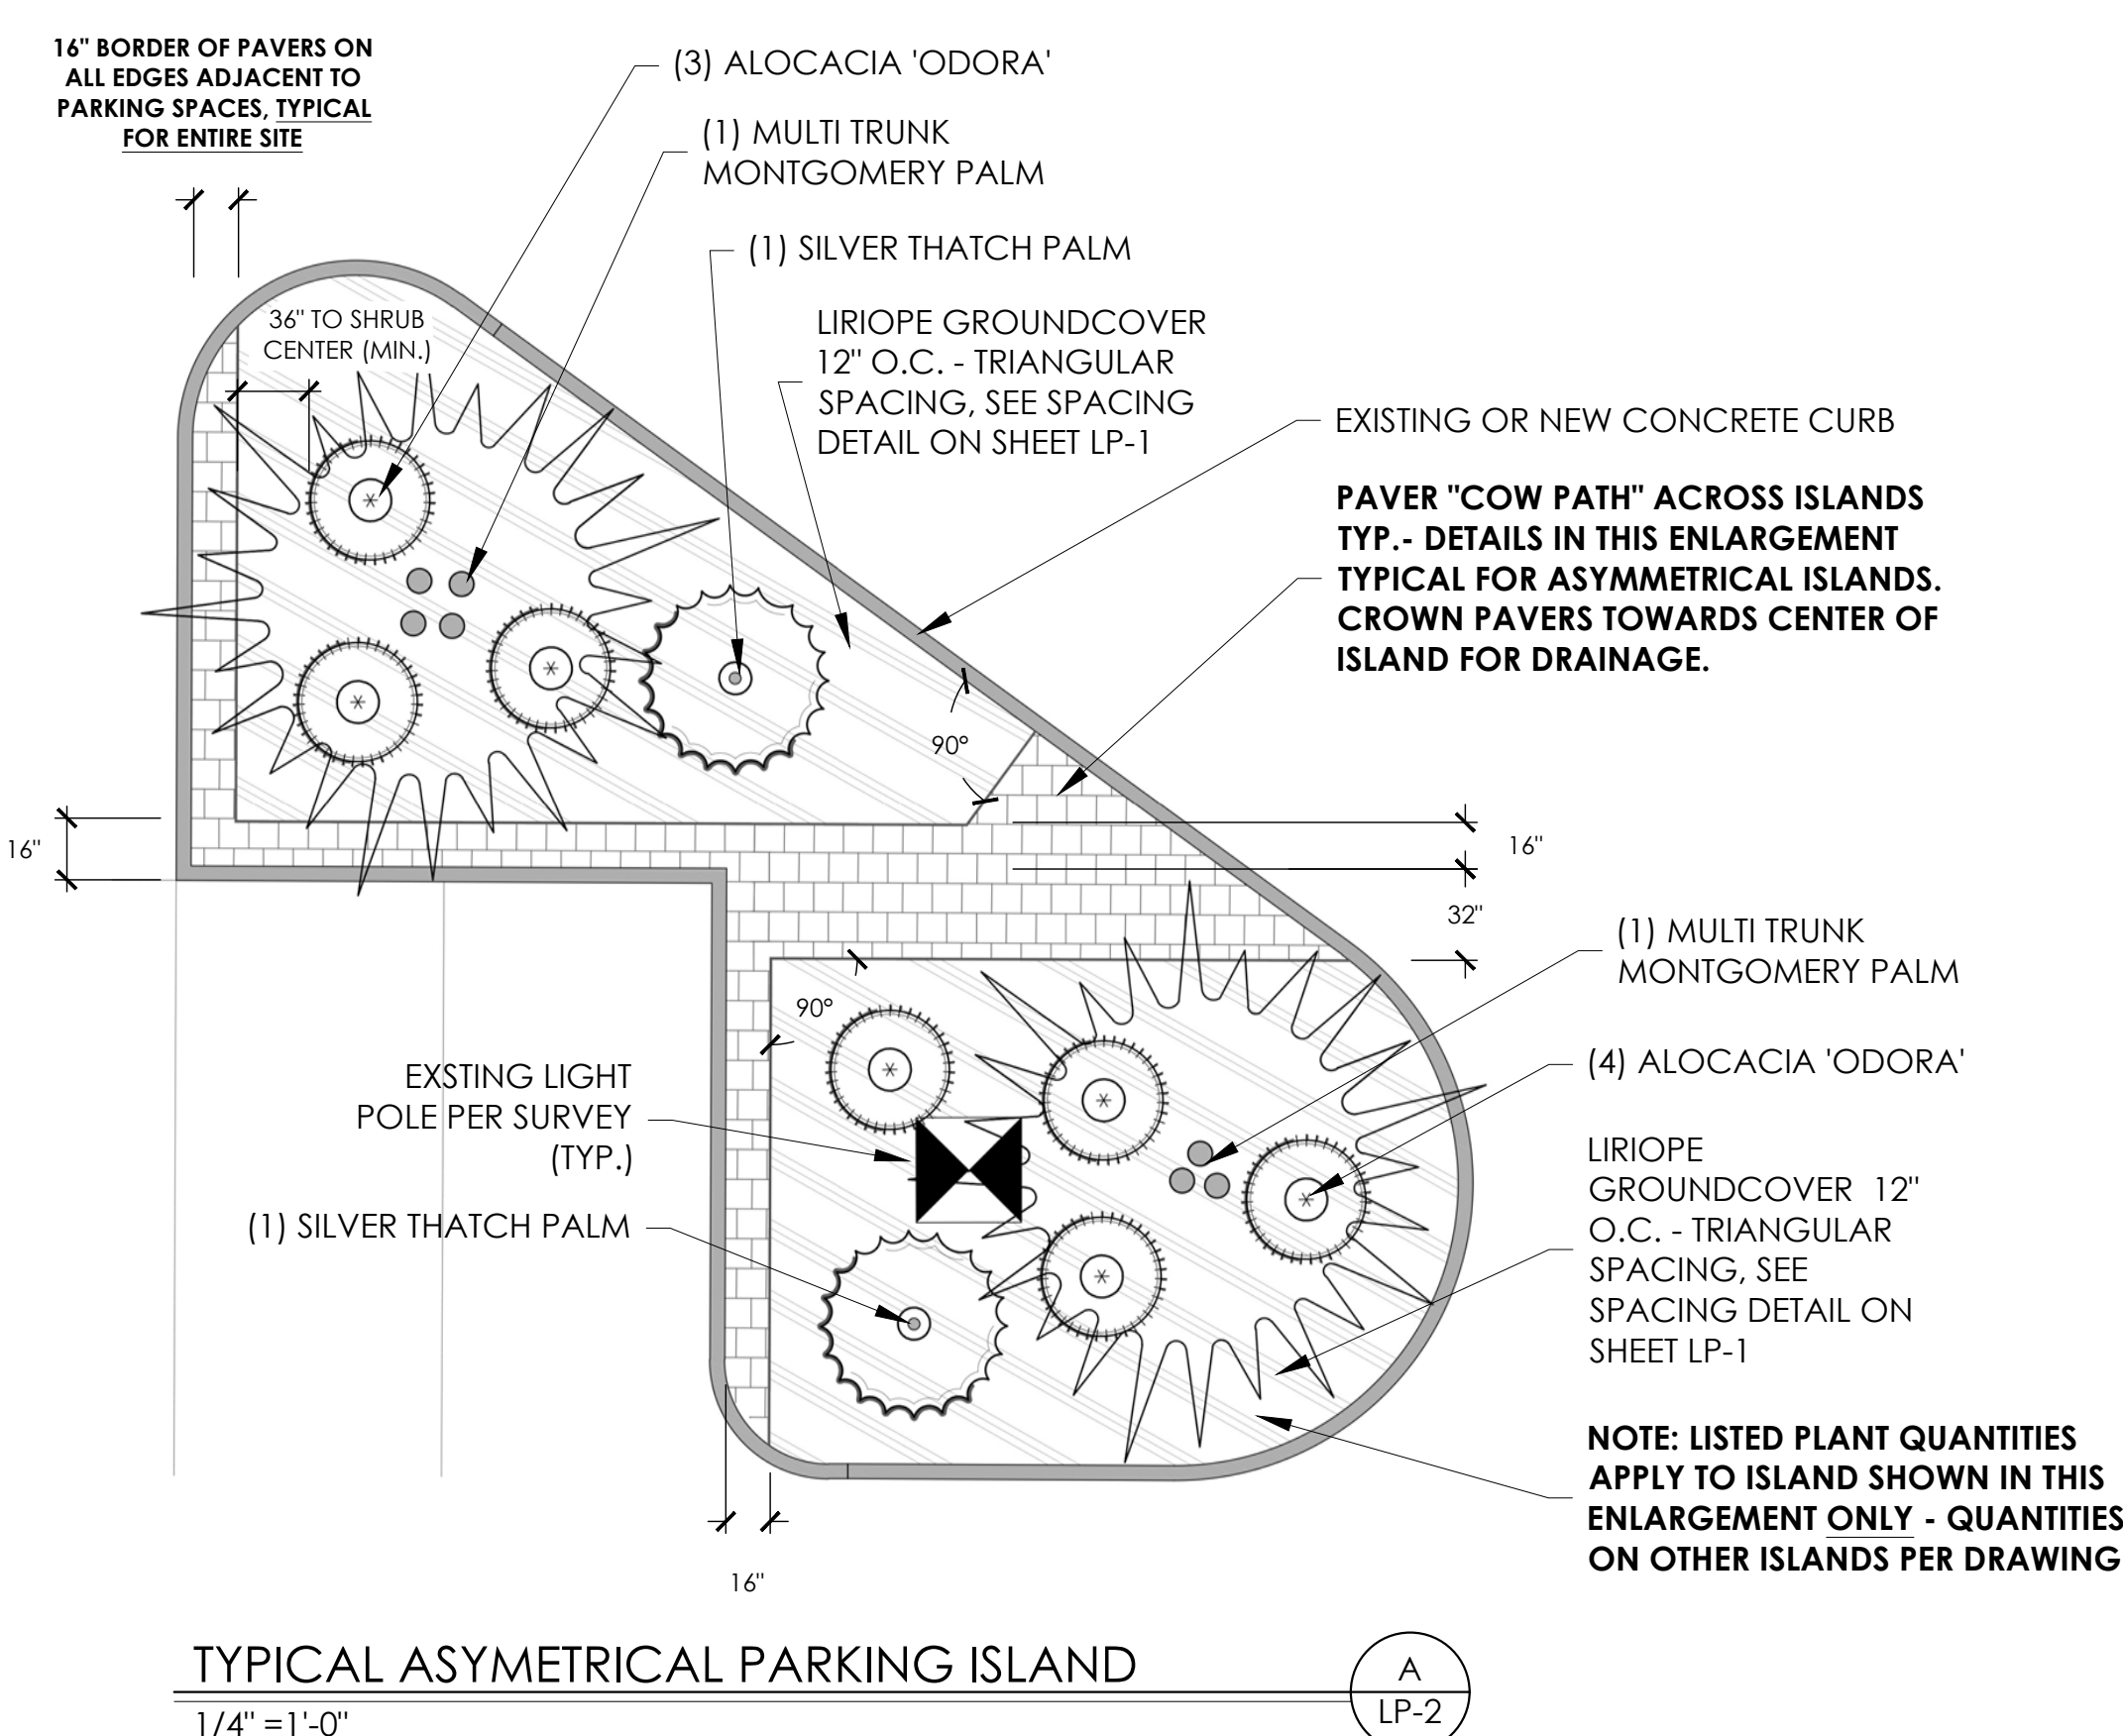 16" BORDER OF PAVERS ON
ALL EDGES ADJACENT TO
PARKING SPACES, TYPICAL
FOR ENTIRE SITE
(3) ALOCACIA 'ODORA'
(1) MULTI TRUNK
MONTGOMERY PALM
(1) SILVER THATCH PALM
LIRIOPE GROUNDCOVER
12" O.C. - TRIANGULAR
SPACING, SEE SPACING
DETAIL ON SHEET LP-1
36" TO SHRUB
CENTER (MIN.)
EXISTING OR NEW CONCRETE CURB
PAVER "COW PATH" ACROSS ISLANDS
TYP.- DETAILS IN THIS ENLARGEMENT
TYPICAL FOR ASYMMETRICAL ISLANDS.
CROWN PAVERS TOWARDS CENTER OF
ISLAND FOR DRAINAGE.
90°
16"
16"
32"
(1) MULTI TRUNK
MONTGOMERY PALM
90°
(4) ALOCACIA 'ODORA'
EXSTING LIGHT
POLE PER SURVEY
(TYP.)
(1) SILVER THATCH PALM
LIRIOPE
GROUNDCOVER 12"
O.C. - TRIANGULAR
SPACING, SEE
SPACING DETAIL ON
SHEET LP-1
NOTE: LISTED PLANT QUANTITIES
APPLY TO ISLAND SHOWN IN THIS
ENLARGEMENT ONLY - QUANTITIES
ON OTHER ISLANDS PER DRAWING
16"
TYPICAL ASYMETRICAL PARKING ISLAND
1/4" =1'-0"
A
LP-2